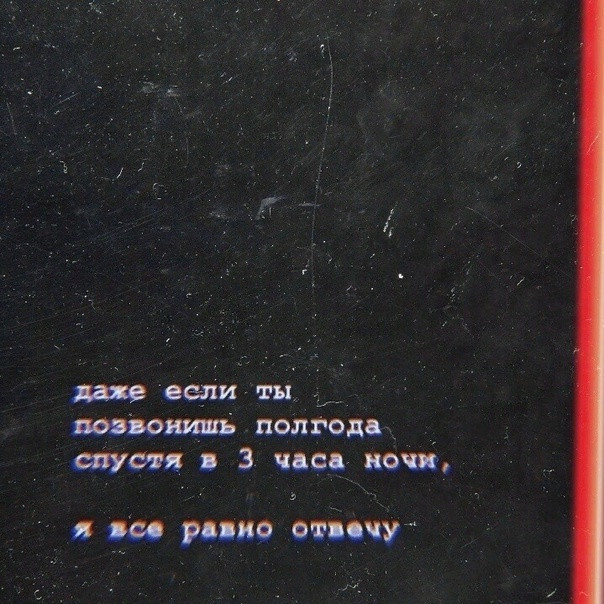 даже если ты
позвонишь полгода
спустя в 3 часа ночи,
я все равно отвечу